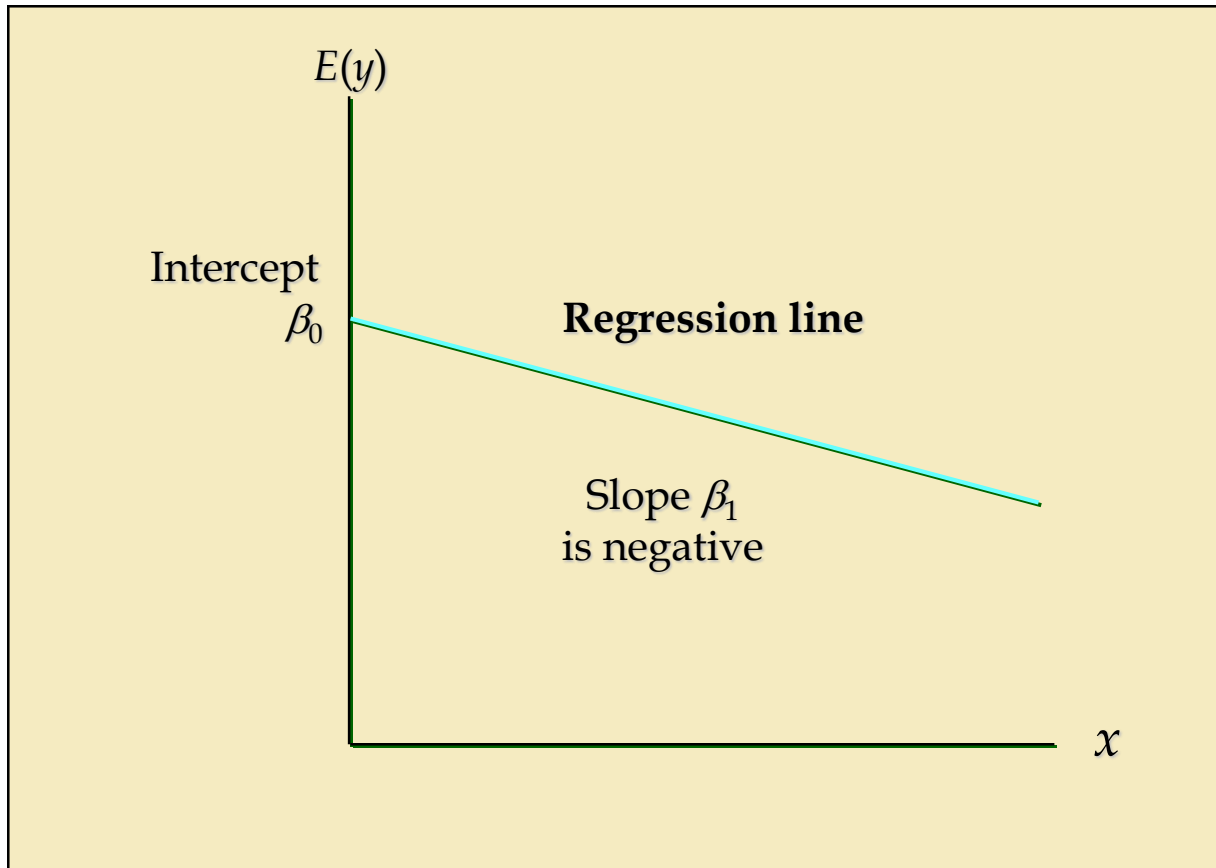 E(y)
Intercept
β₀
Regression line
Slope β₁
is negative
x